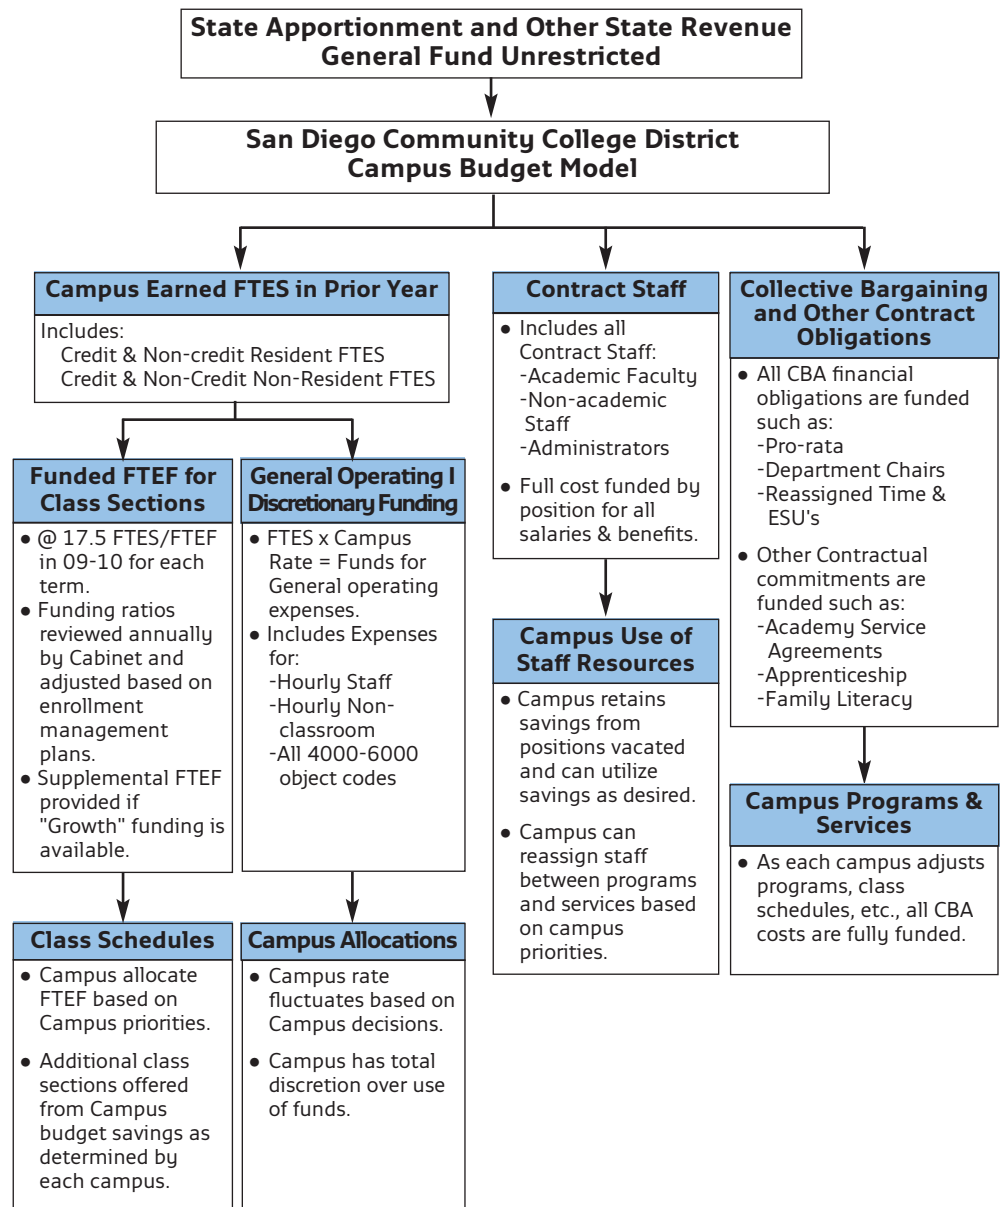 State Apportionment and Other State Revenue
General Fund Unrestricted
San Diego Community College District
Campus Budget Model
Campus Earned FTES in Prior Year
Includes:
Credit & Non-credit Resident FTES
Credit & Non-Credit Non-Resident FTES
Funded FTEF for
Class Sections
● @ 17.5 FTES/FTEF
in 09-10 for each
term.
● Funding ratios
reviewed annually
by Cabinet and
adjusted based on
enrollment
management
plans.
● Supplemental FTEF
provided if
"Growth" funding is
available.
Class Schedules
● Campus allocate
FTEF based on
Campus priorities.
● Additional class
sections offered
from Campus
budget savings as
determined by
each campus.
General Operating I
Discretionary Funding
● FTES x Campus
Rate = Funds for
General operating
expenses.
● Includes Expenses
for:
-Hourly Staff
-Hourly Non-
classroom
-All 4000-6000
object codes
Campus Allocations
● Campus rate
fluctuates based on
Campus decisions.
● Campus has total
discretion over use
of funds.
Contract Staff
● Includes all
Contract Staff:
-Academic Faculty
-Non-academic
Staff
-Administrators
● Full cost funded by
position for all
salaries & benefits.
Campus Use of
Staff Resources
● Campus retains
savings from
positions vacated
and can utilize
savings as desired.
● Campus can
reassign staff
between programs
and services based
on campus
priorities.
Collective Bargaining
and Other Contract
Obligations
● All CBA financial
obligations are funded
such as:
-Pro-rata
-Department Chairs
-Reassigned Time &
ESU's
● Other Contractual
commitments are
funded such as:
-Academy Service
Agreements
-Apprenticeship
-Family Literacy
Campus Programs &
Services
● As each campus adjusts
programs, class
schedules, etc., all CBA
costs are fully funded.